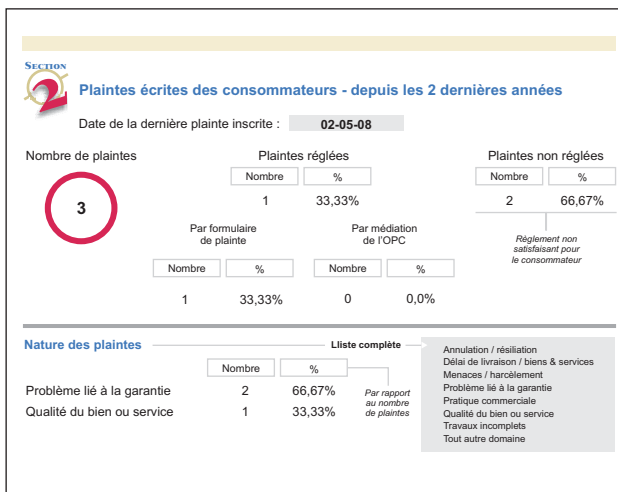 SECTION
2
Plaintes écrites des consommateurs - depuis les 2 dernières années
Date de la dernière plainte inscrite : 02-05-08
Nombre de plaintes
3
Plaintes réglées
Nombre %
1 33,33%
Plaintes non réglées
Nombre %
2 66,67%
Règlement non
satisfaisant pour
le consommateur
Par formulaire
de plainte
Nombre %
1 33,33%
Par médiation
de l'OPC
Nombre %
0 0,0%
Nature des plaintes
Nombre %
Problème lié à la garantie 2 66,67%
Qualité du bien ou service 1 33,33%
Par rapport
au nombre
de plaintes
Lliste complète
Annulation / résiliation
Délai de livraison / biens & services
Menaces / harcèlement
Problème lié à la garantie
Pratique commerciale
Qualité du bien ou service
Travaux incomplets
Tout autre domaine